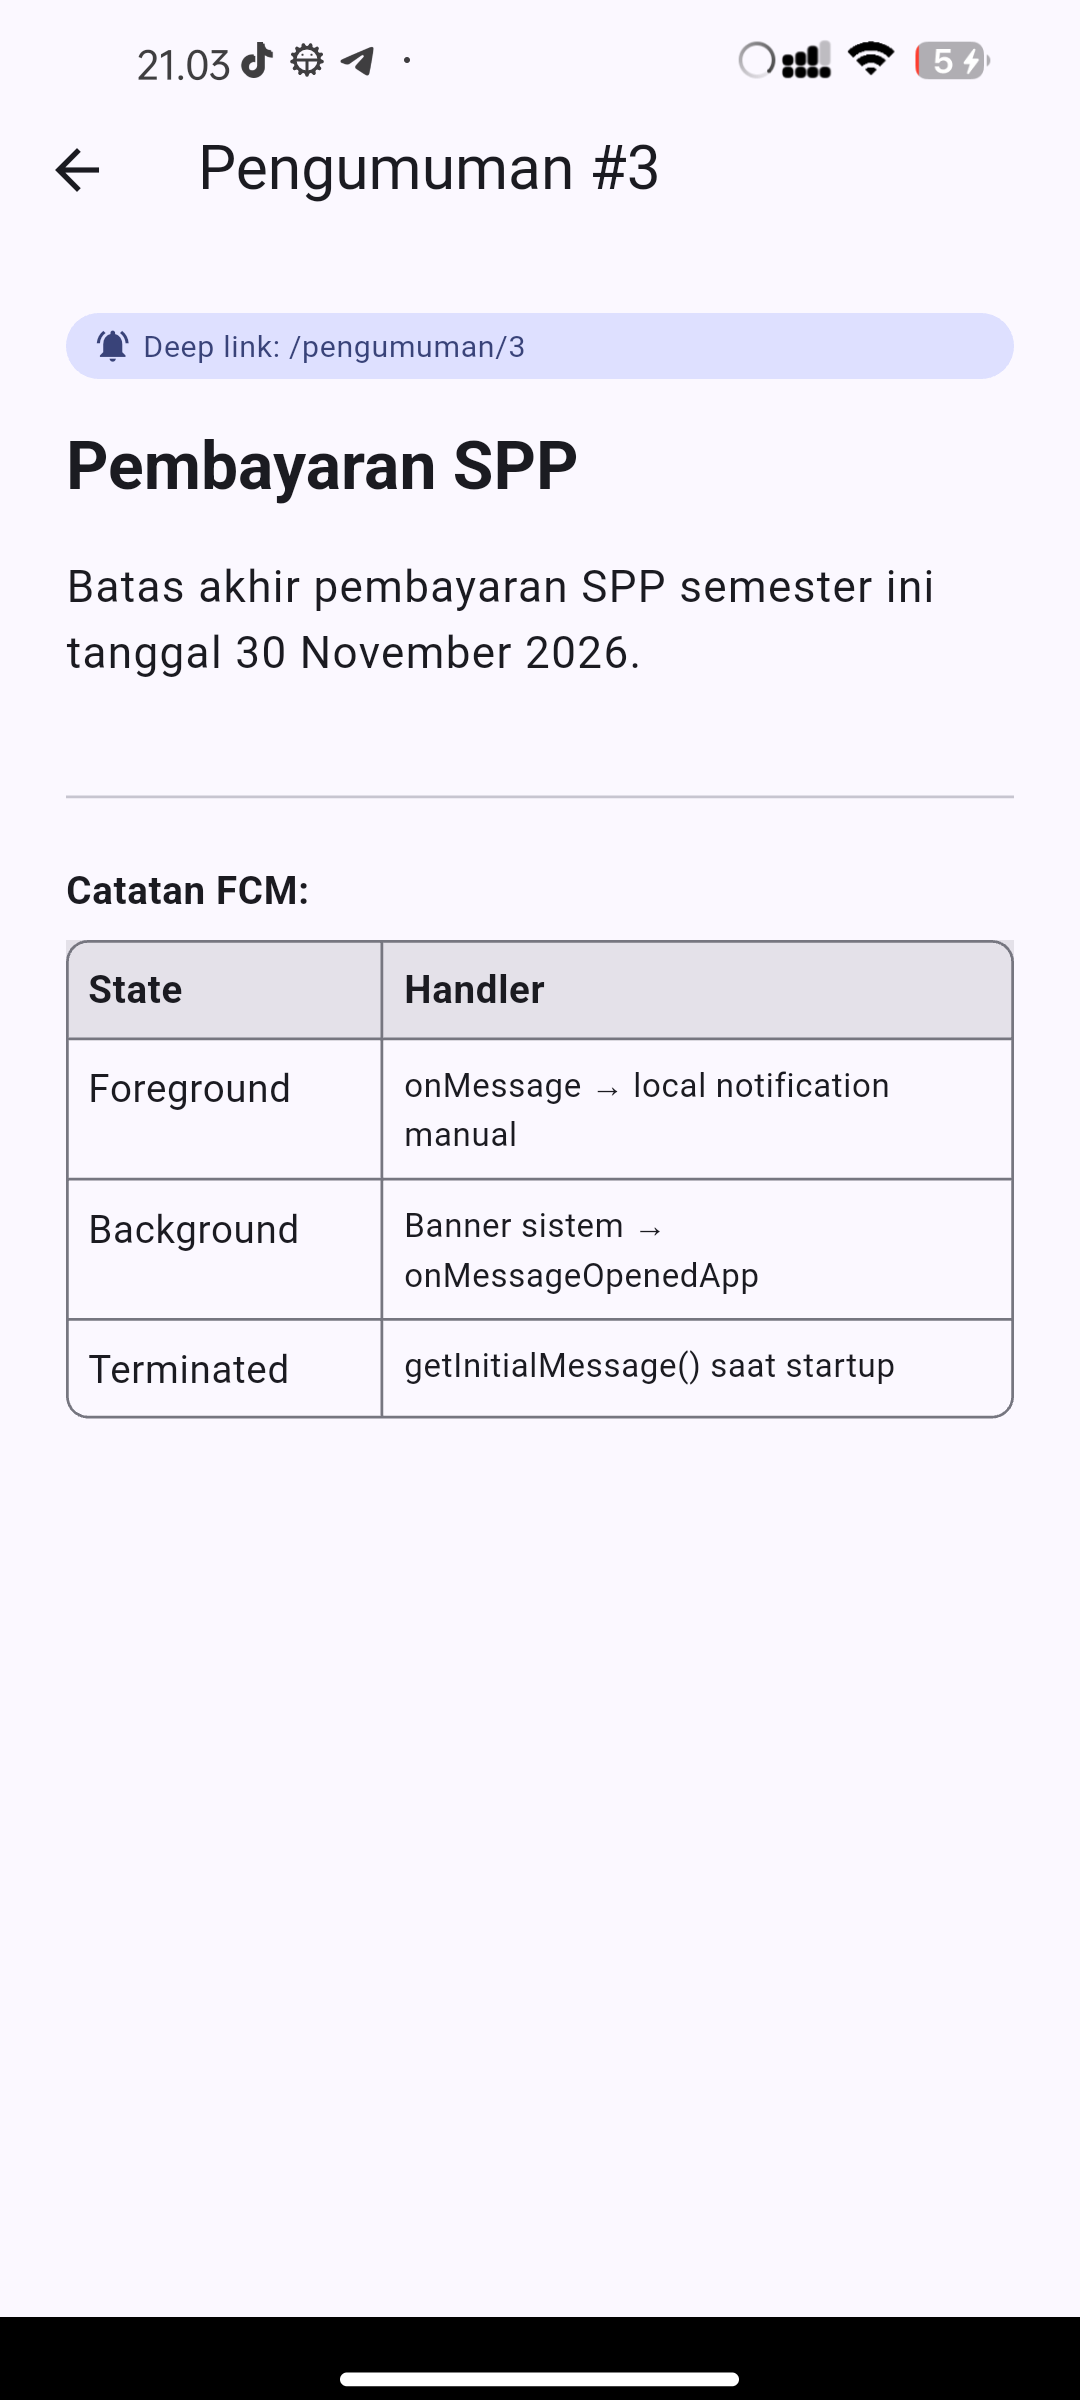 21.03
5
Pengumuman #3
Deep link: /pengumuman/3
Pembayaran SPP
Batas akhir pembayaran SPP semester ini
tanggal 30 November 2026.
Catatan FCM:
State Handler
Foreground onMessage → local notification
manual
Background Banner sistem →
onMessageOpenedApp
Terminated getInitialMessage() saat startup